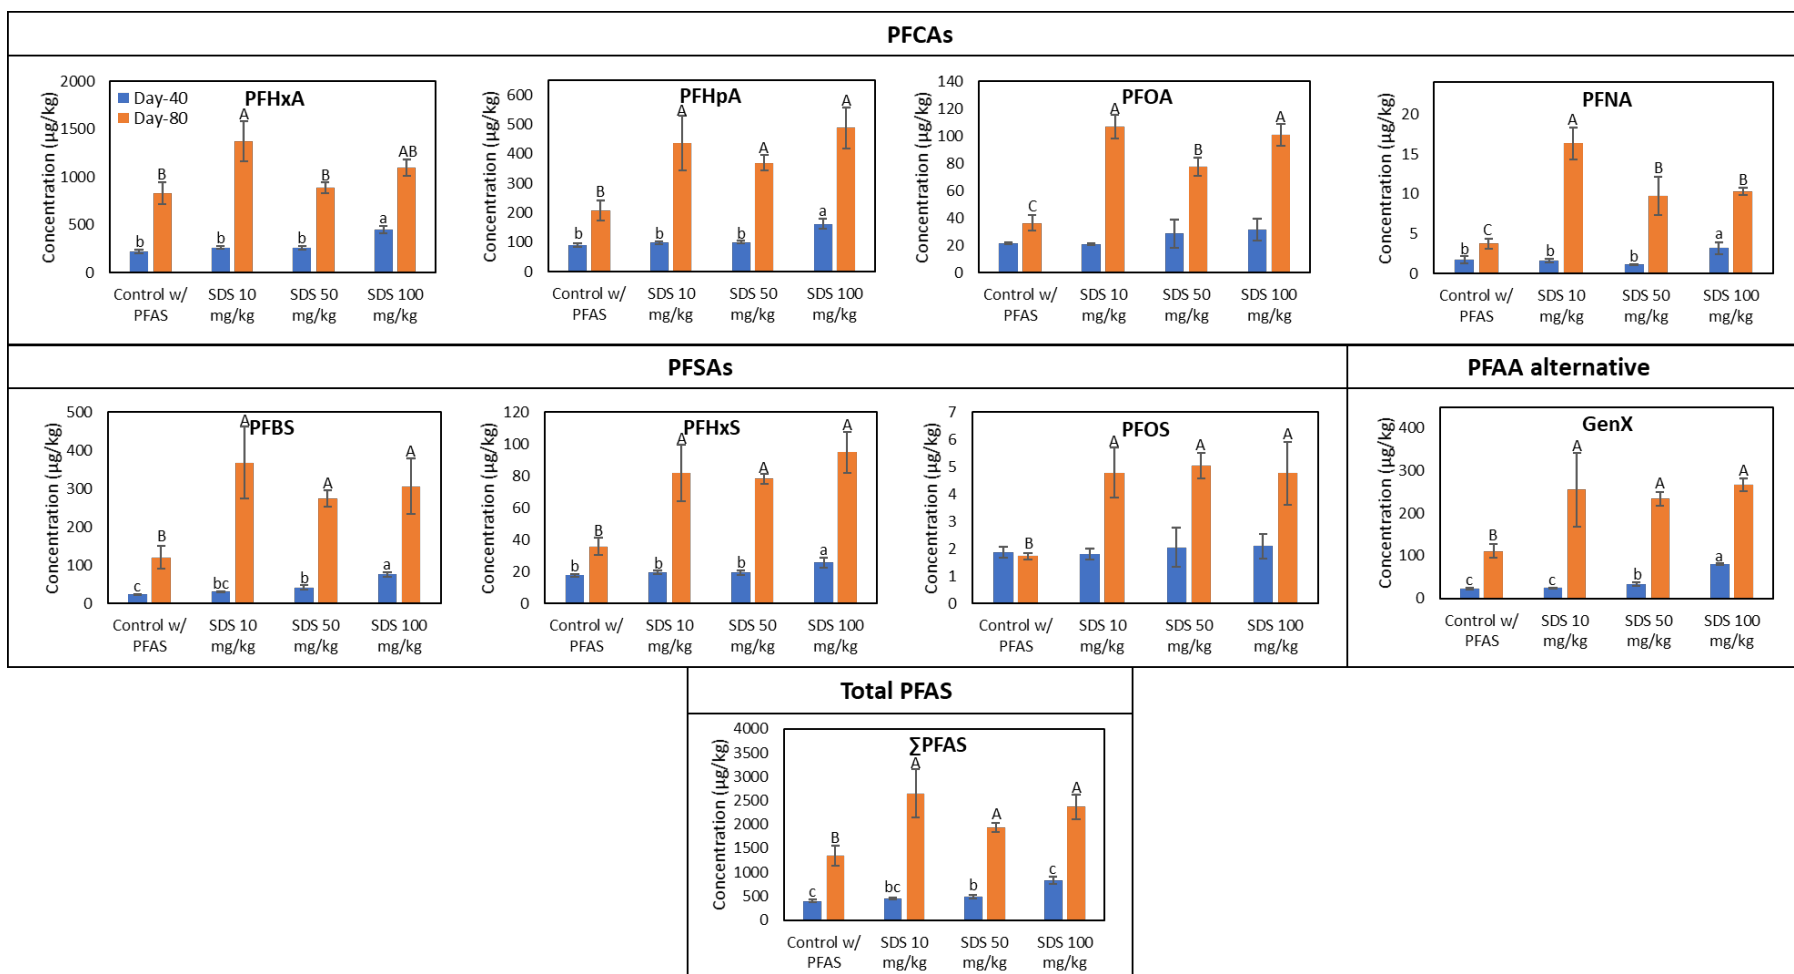 PFCAs
PFHxA
Day-40
Day-80
Concentration (µg/kg)
2000
1500
1000
500
0
b
B
b
A
b
B
a
AB
Control w/ PFAS
SDS 10 mg/kg
SDS 50 mg/kg
SDS 100 mg/kg
PFHpA
Concentration (µg/kg)
600
500
400
300
200
100
0
b
B
b
A
b
A
a
A
Control w/ PFAS
SDS 10 mg/kg
SDS 50 mg/kg
SDS 100 mg/kg
PFOA
Concentration (µg/kg)
140
120
100
80
60
40
20
0
C
A
B
A
Control w/ PFAS
SDS 10 mg/kg
SDS 50 mg/kg
SDS 100 mg/kg
PFNA
Concentration (µg/kg)
20
15
10
5
0
b
C
b
A
b
B
a
B
Control w/ PFAS
SDS 10 mg/kg
SDS 50 mg/kg
SDS 100 mg/kg
PFSAs
PFBS
Concentration (µg/kg)
500
400
300
200
100
0
c
B
bc
A
b
A
a
A
Control w/ PFAS
SDS 10 mg/kg
SDS 50 mg/kg
SDS 100 mg/kg
PFHxS
Concentration (µg/kg)
120
100
80
60
40
20
0
b
B
b
A
b
A
a
A
Control w/ PFAS
SDS 10 mg/kg
SDS 50 mg/kg
SDS 100 mg/kg
PFOS
Concentration (µg/kg)
7
6
5
4
3
2
1
0
B
A
A
A
Control w/ PFAS
SDS 10 mg/kg
SDS 50 mg/kg
SDS 100 mg/kg
PFAA alternative
GenX
Concentration (µg/kg)
400
300
200
100
0
c
B
c
A
b
A
a
A
Control w/ PFAS
SDS 10 mg/kg
SDS 50 mg/kg
SDS 100 mg/kg
Total PFAS
∑PFAS
Concentration (µg/kg)
4000
3500
3000
2500
2000
1500
1000
500
0
c
B
bc
A
b
A
c
A
Control w/ PFAS
SDS 10 mg/kg
SDS 50 mg/kg
SDS 100 mg/kg